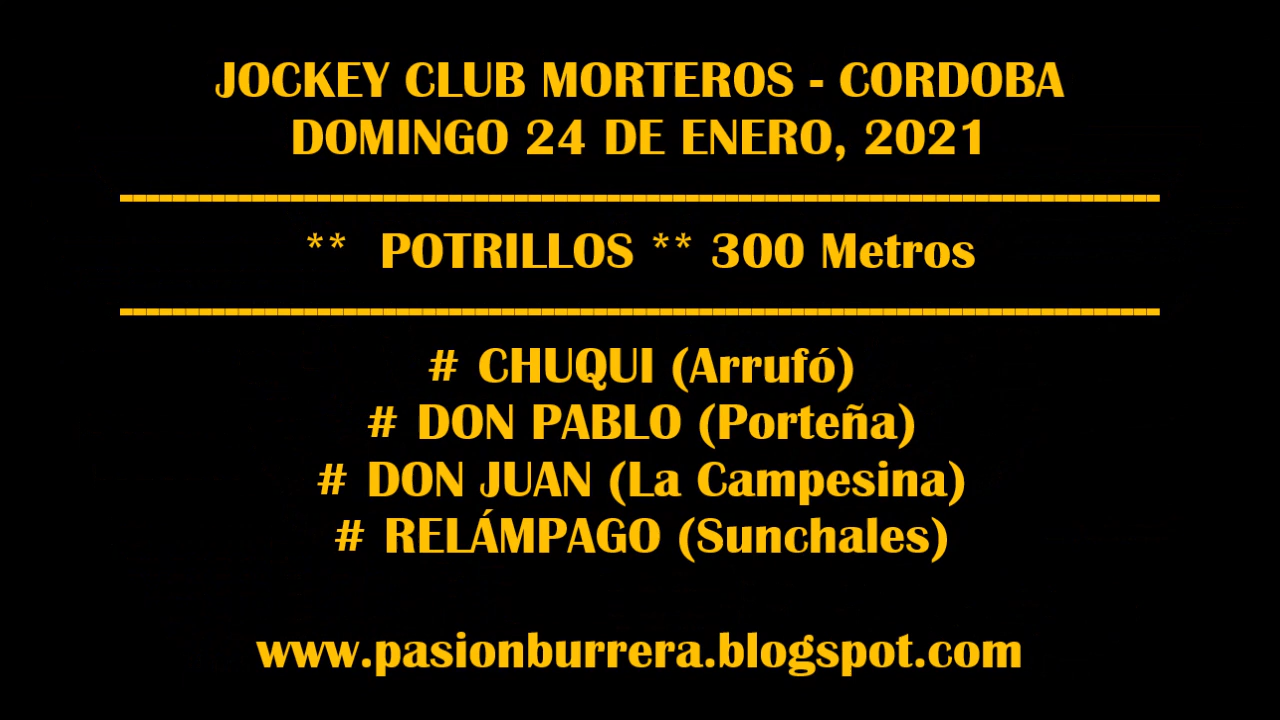 JOCKEY CLUB MORTEROS - CORDOBA
DOMINGO 24 DE ENERO, 2021
** POTRILLOS ** 300 Metros
# CHUQUI (Arrufó)
# DON PABLO (Porteña)
# DON JUAN (La Campesina)
# RELÁMPAGO (Sunchales)
www.pasionburrera.blogspot.com